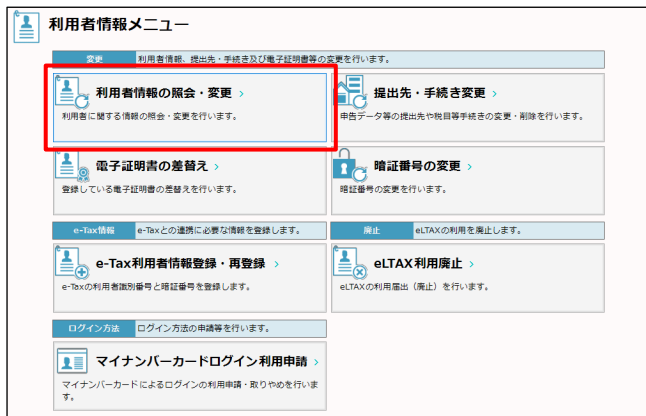 利用者情報メニュー
変更 利用者情報、提出先・手続き及び電子証明書等の変更を行います。
利用者情報の照会・変更 >
利用者に関する情報の照会・変更を行います。
提出先・手続き変更 >
申告データ等の提出先や税目等手続きの変更・削除を行います。
電子証明書の差替え >
登録している電子証明書の差替えを行います。
暗証番号の変更 >
暗証番号の変更を行います。
e-Tax情報 e-Taxとの連携に必要な情報を登録します。
廃止 eLTAXの利用を廃止します。
e-Tax利用者情報登録・再登録 >
e-Taxの利用者識別番号と暗証番号を登録します。
eLTAX利用廃止 >
eLTAXの利用届出（廃止）を行います。
ログイン方法 ログイン方法の申請等を行います。
マイナンバーカードログイン利用申請 >
マイナンバーカードによるログインの利用申請・取りやめを行いま
す。